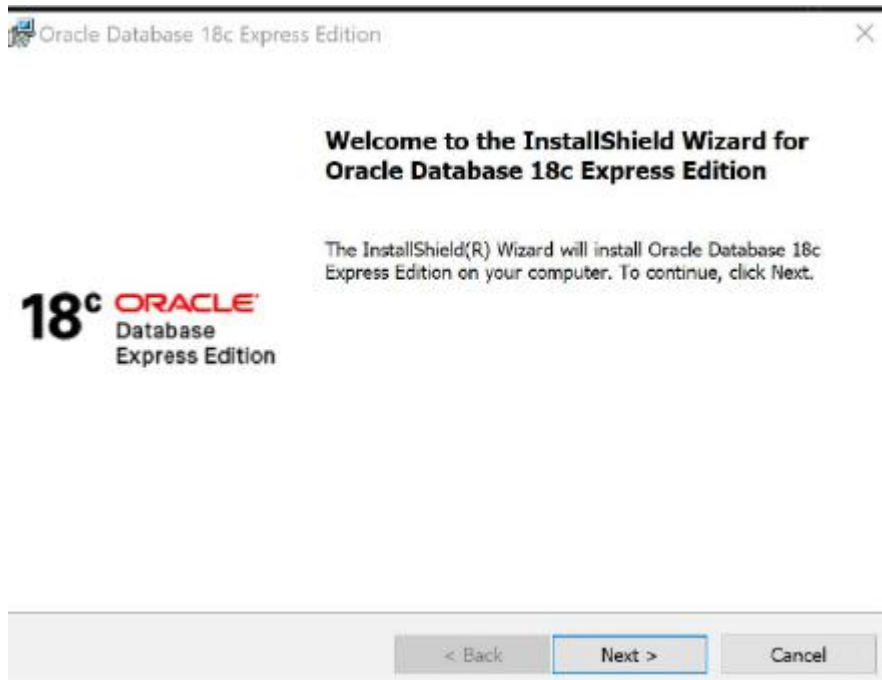 Oracle Database 18c Express Edition
Welcome to the InstallShield Wizard for
Oracle Database 18c Express Edition
The InstallShield(R) Wizard will install Oracle Database 18c
Express Edition on your computer. To continue, click Next.
18c ORACLE
Database
Express Edition
< Back Next > Cancel